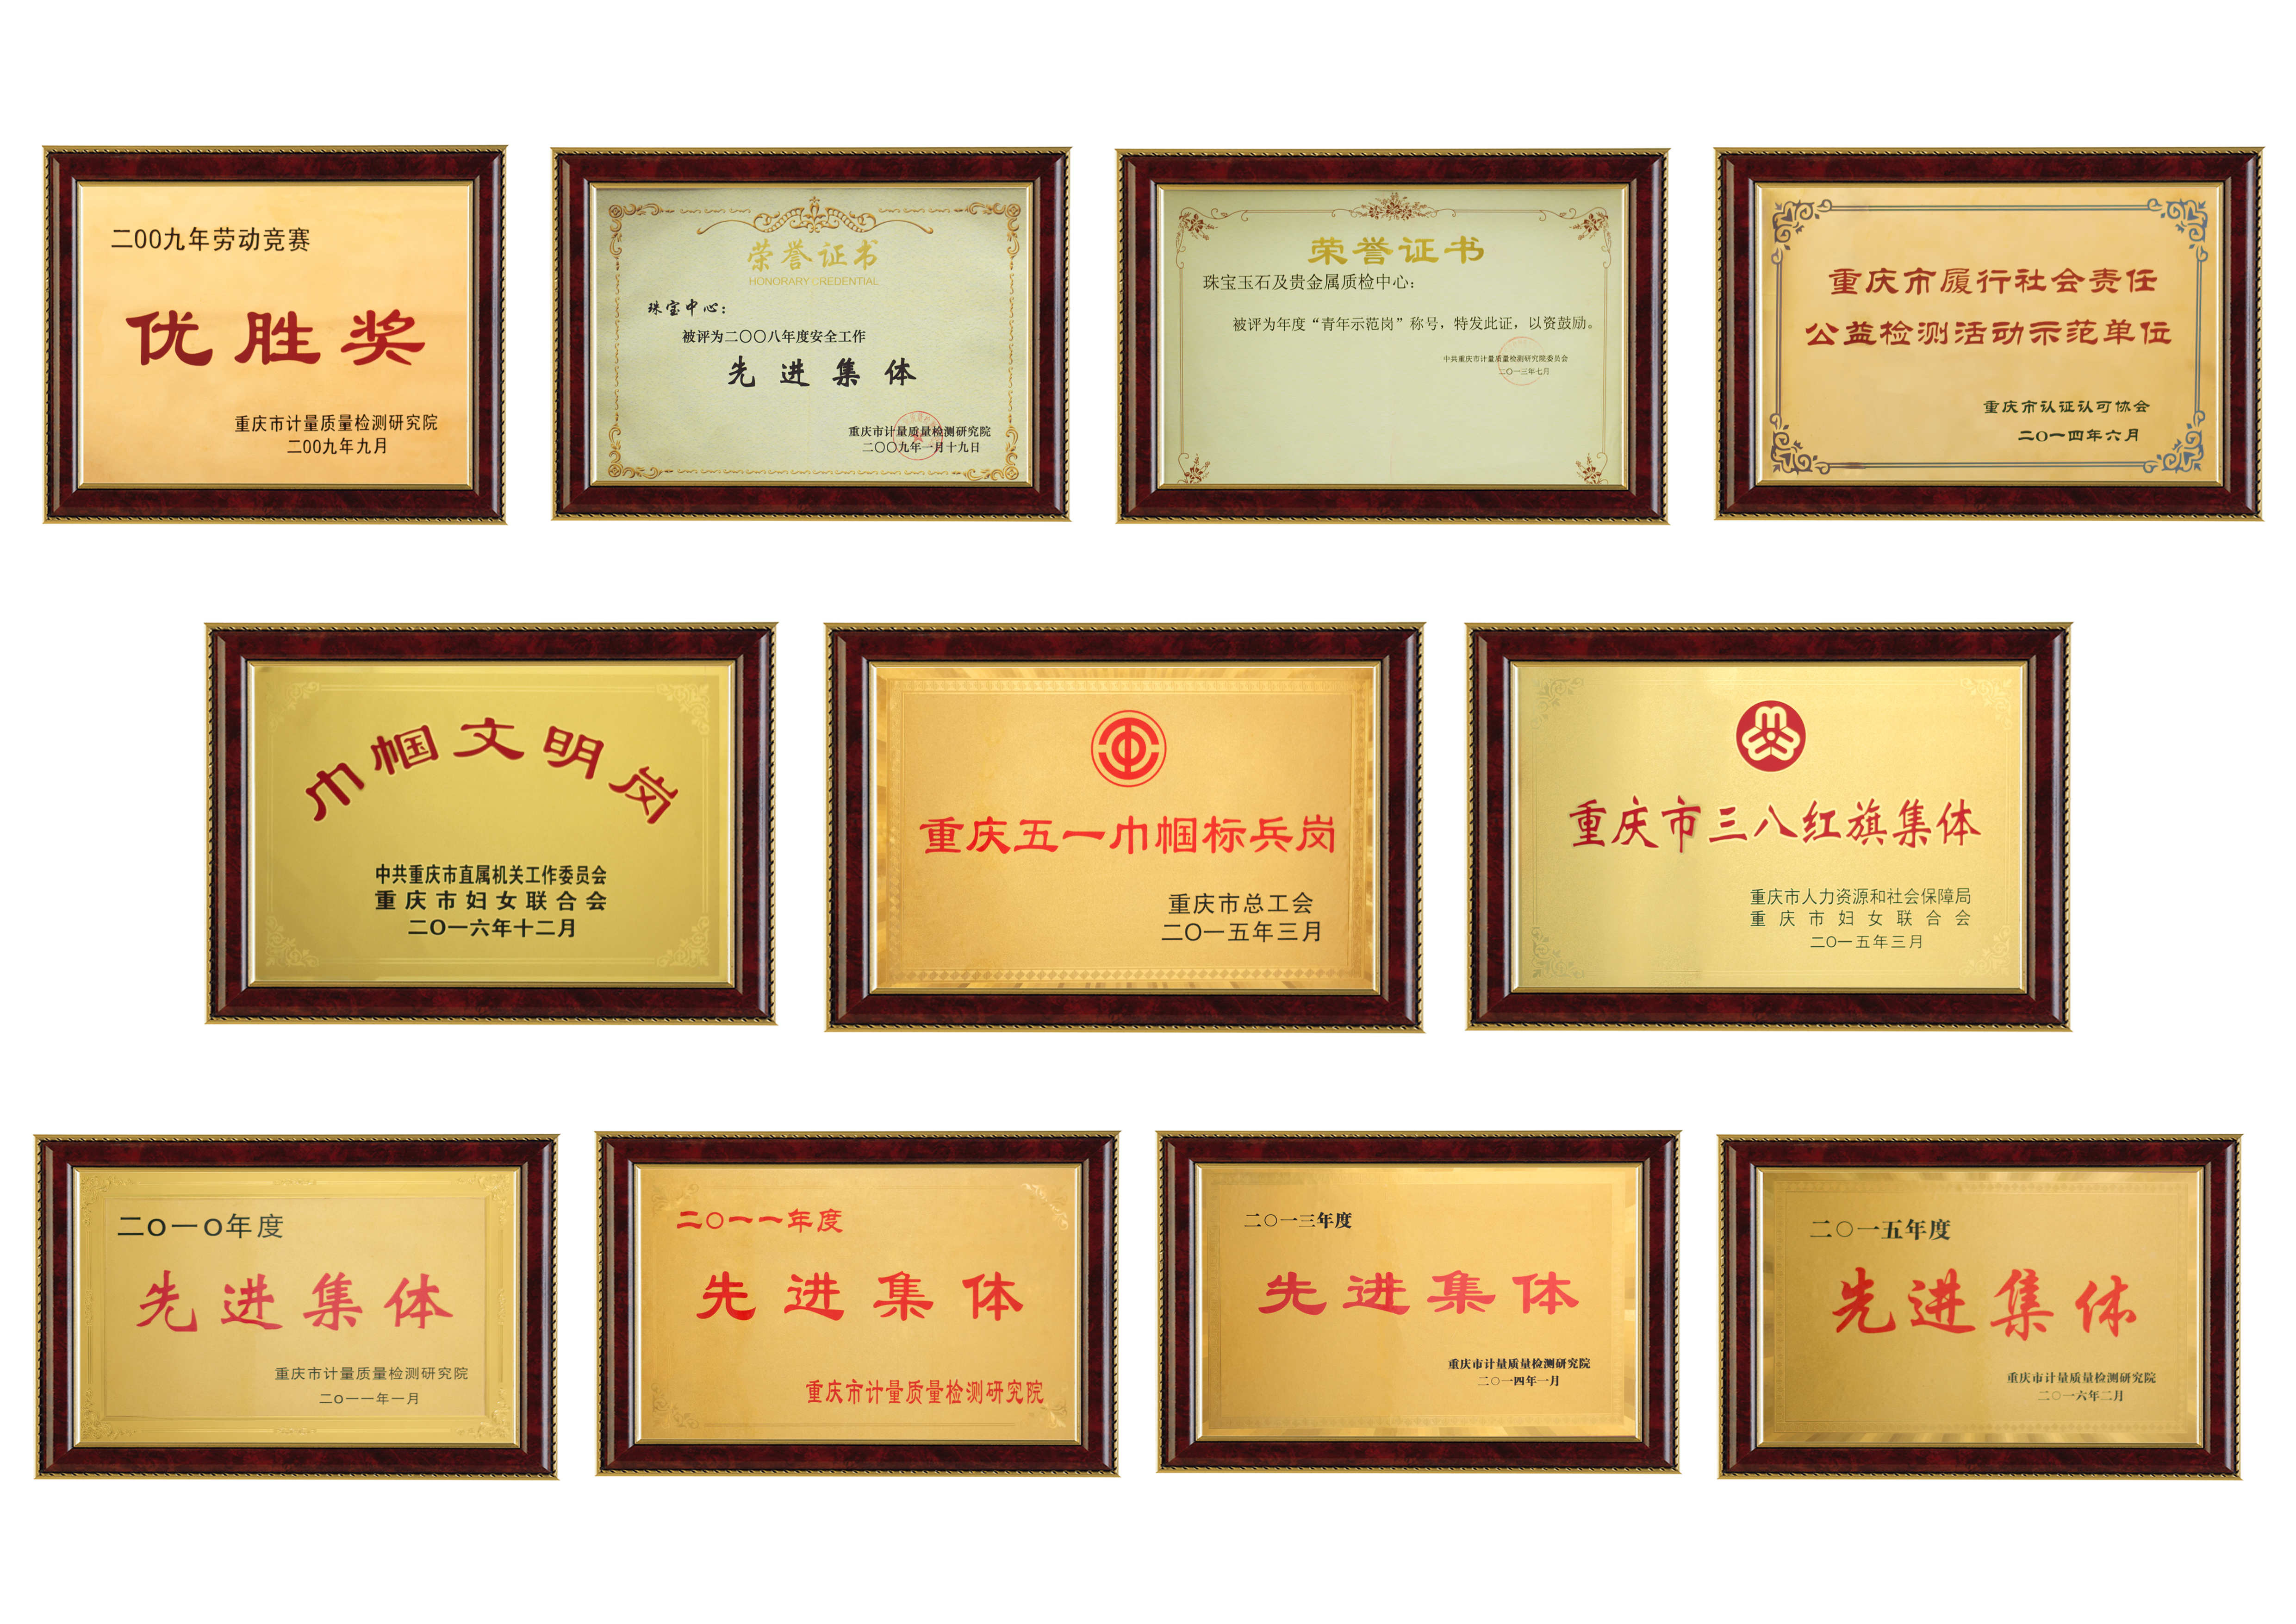 二00九年劳动竞赛
优胜奖
重庆市计量质量检测研究院
二00九年九月
荣誉证书
HONORARY CREDENTIAL
珠宝中心：
被评为二〇〇八年度安全工作
先进集体
重庆市计量质量检测研究院
二〇〇九年一月十九日
荣誉证书
珠宝玉石及贵金属质检中心：
被评为年度“青年示范岗”称号，特发此证，以资鼓励。
中共重庆市计量质量检测研究院委员会
二〇一三年七月
重庆市履行社会责任
公益检测活动示范单位
重庆市认证认可协会
二〇一四年六月
巾帼文明岗
中共重庆市直属机关工作委员会
重庆市妇女联合会
二〇一六年十二月
重庆五一巾帼标兵岗
重庆市总工会
二〇一五年三月
重庆市三八红旗集体
重庆市人力资源和社会保障局
重庆市妇女联合会
二〇一五年三月
二〇一〇年度
先进集体
重庆市计量质量检测研究院
二〇一一年一月
二〇一一年度
先进集体
重庆市计量质量检测研究院
二〇一三年度
先进集体
重庆市计量质量检测研究院
二〇一四年一月
二〇一五年度
先进集体
重庆市计量质量检测研究院
二〇一六年二月